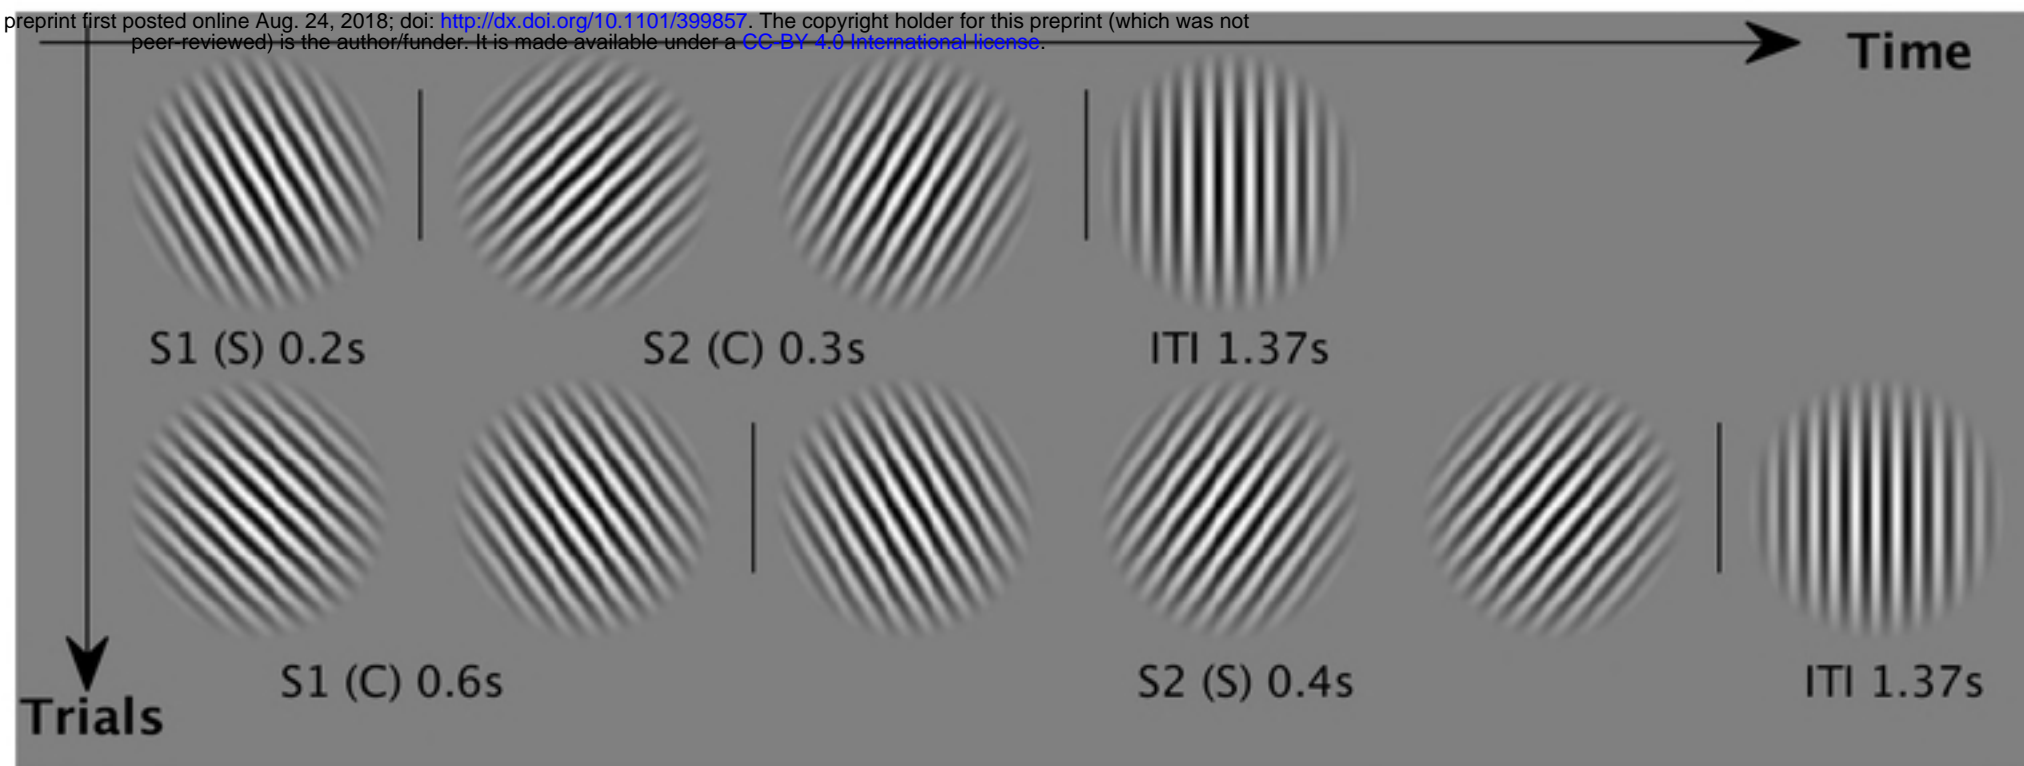 preprint first posted online Aug. 24, 2018; doi: http://dx.doi.org/10.1101/399857. The copyright holder for this preprint (which was not
peer-reviewed) is the author/funder. It is made available under a CC-BY 4.0 International license.
Time
S1 (S) 0.2s
S2 (C) 0.3s
ITI 1.37s
S1 (C) 0.6s
S2 (S) 0.4s
ITI 1.37s
Trials